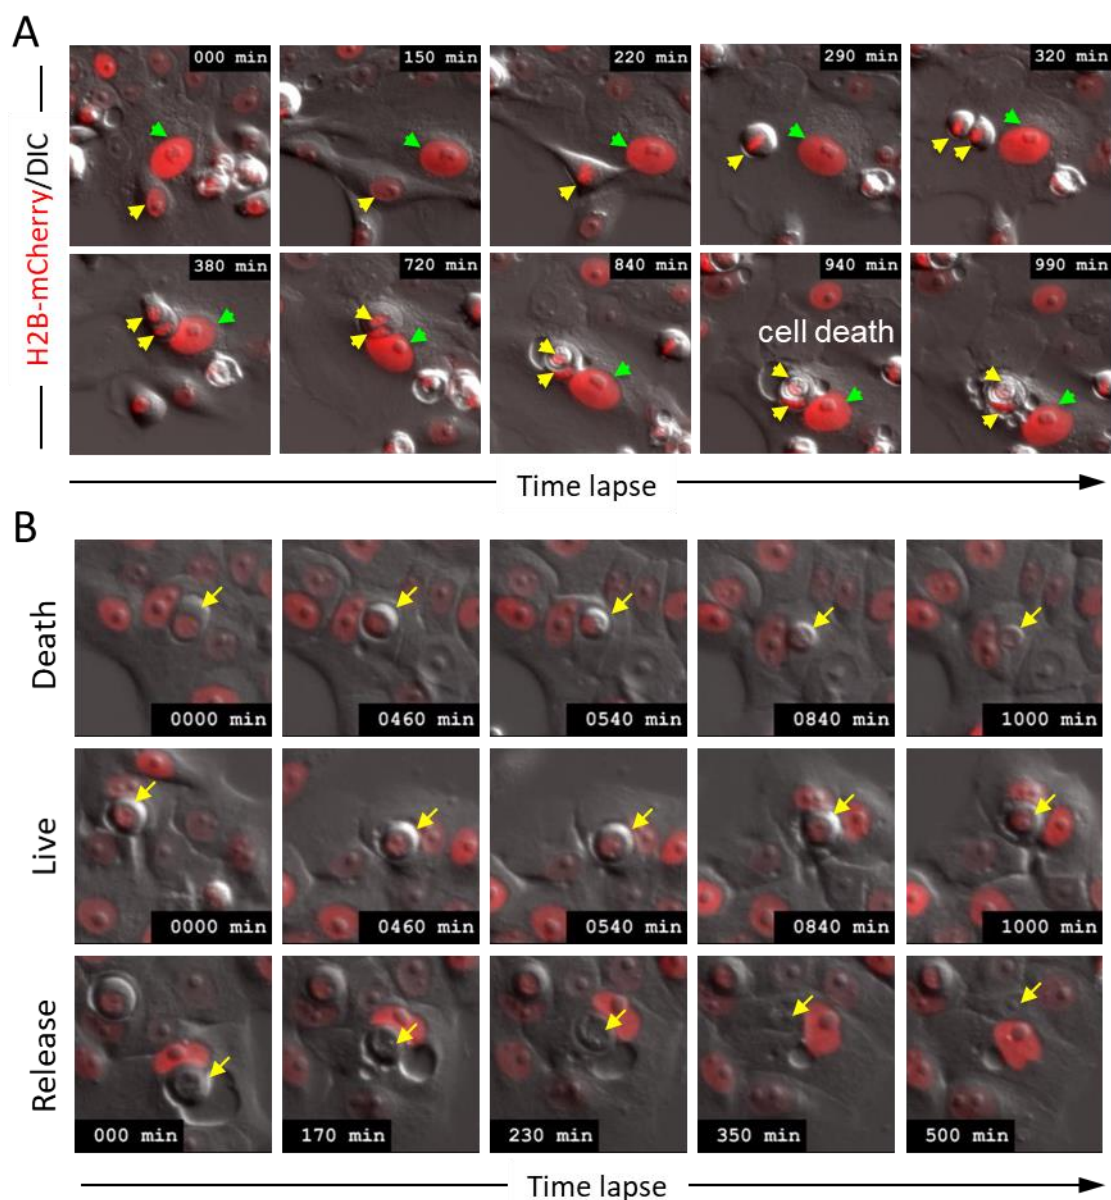 A
H2B-mCherry/DIC
000 min
150 min
220 min
290 min
320 min
380 min
720 min
840 min
940 min
990 min
cell death
Time lapse
B
Death
0000 min
0460 min
0540 min
0840 min
1000 min
Live
0000 min
0460 min
0540 min
0840 min
1000 min
Release
000 min
170 min
230 min
350 min
500 min
Time lapse